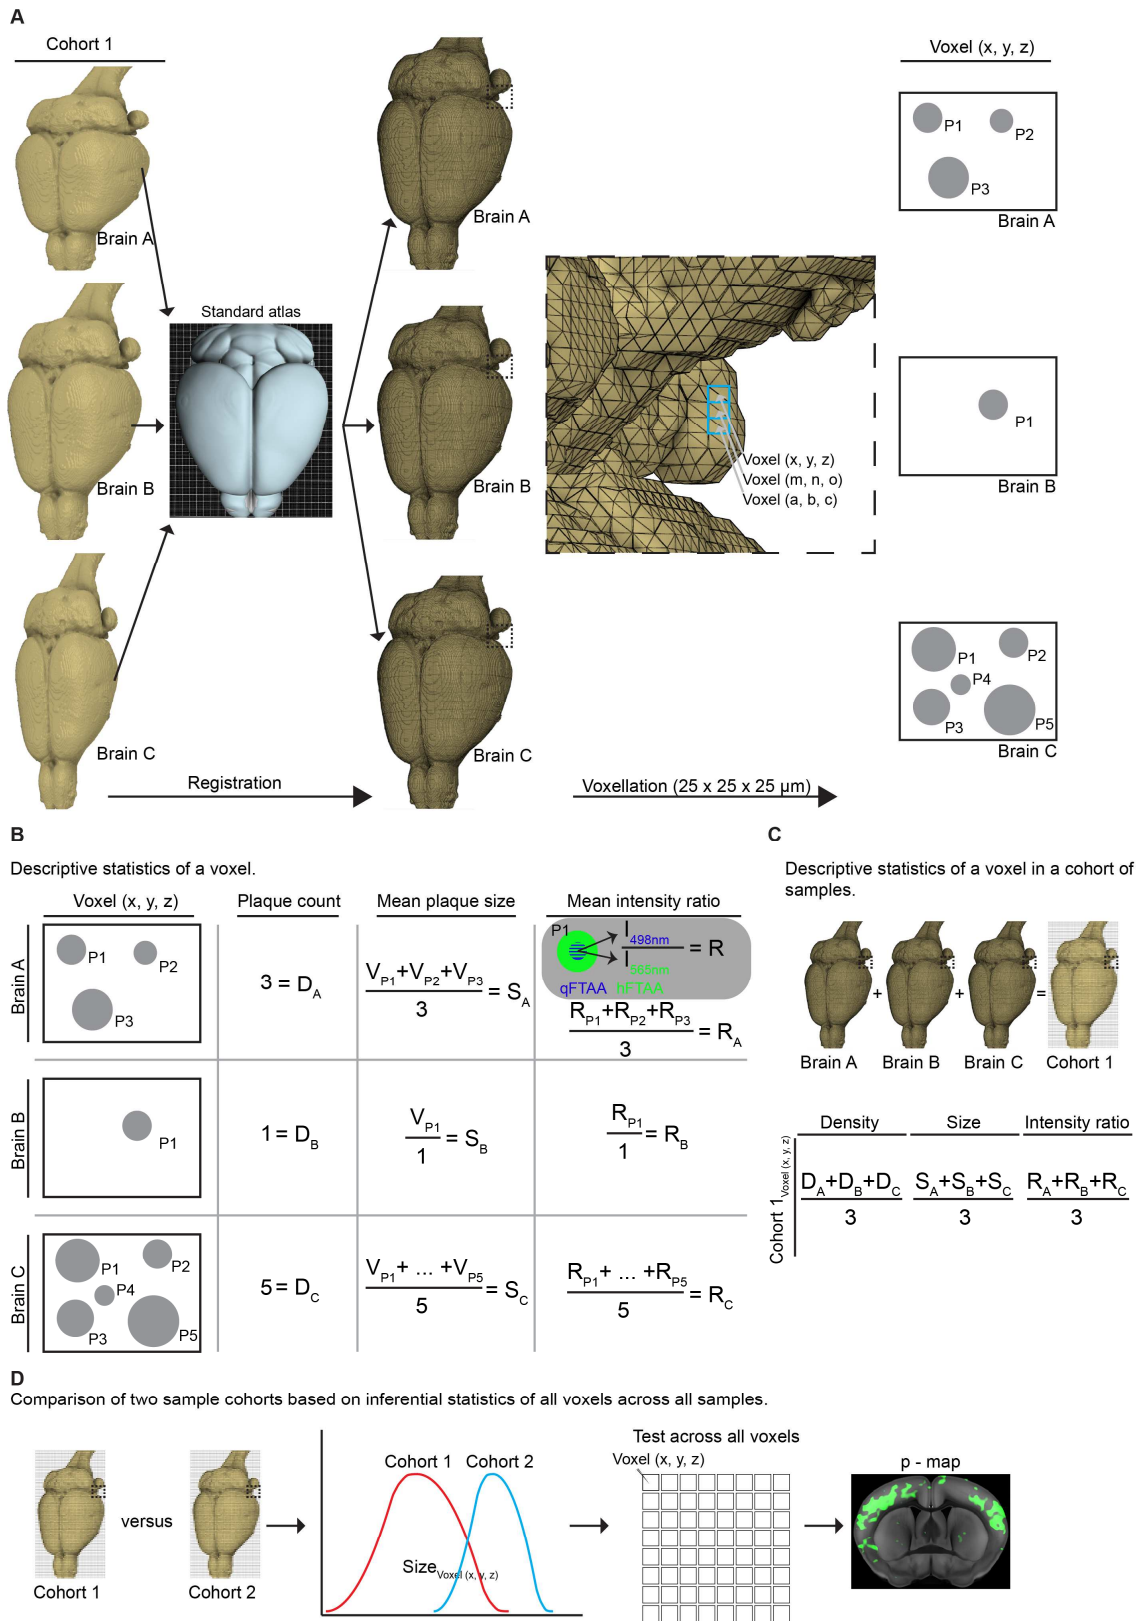 A
Cohort 1
Voxel (x, y, z)
P1
P2
P3
Brain A
Brain A
Brain A
Standard atlas
Brain B
Brain B
Voxel (x, y, z)
Voxel (m, n, o)
Voxel (a, b, c)
P1
Brain B
P1
P2
P4
P3
P5
Brain C
Brain C
Brain C
Registration
Voxellation (25 x 25 x 25 µm)
B
Descriptive statistics of a voxel.
Voxel (x, y, z)
Plaque count
Mean plaque size
Mean intensity ratio
Brain A
P1
P2
P3
3 = D_A
V_P1+V_P2+V_P3
3
= S_A
P1
I_498nm
I_565nm
= R
qFTAA hFTAA
R_P1+R_P2+R_P3
3
= R_A
Brain B
P1
1 = D_B
V_P1
1
= S_B
R_P1
1
= R_B
Brain C
P1
P2
P4
P3
P5
5 = D_C
V_P1+ ... +V_P5
5
= S_C
R_P1+ ... +R_P5
5
= R_C
C
Descriptive statistics of a voxel in a cohort of
samples.
+ + =
Brain A Brain B Brain C Cohort 1
Density Size Intensity ratio
Cohort 1_Voxel (x, y, z)
D_A+D_B+D_C
3
S_A+S_B+S_C
3
R_A+R_B+R_C
3
D
Comparison of two sample cohorts based on inferential statistics of all voxels across all samples.
Cohort 1
versus
Cohort 2
Cohort 1 Cohort 2
Size_Voxel (x, y, z)
Test across all voxels
Voxel (x, y, z)
p - map